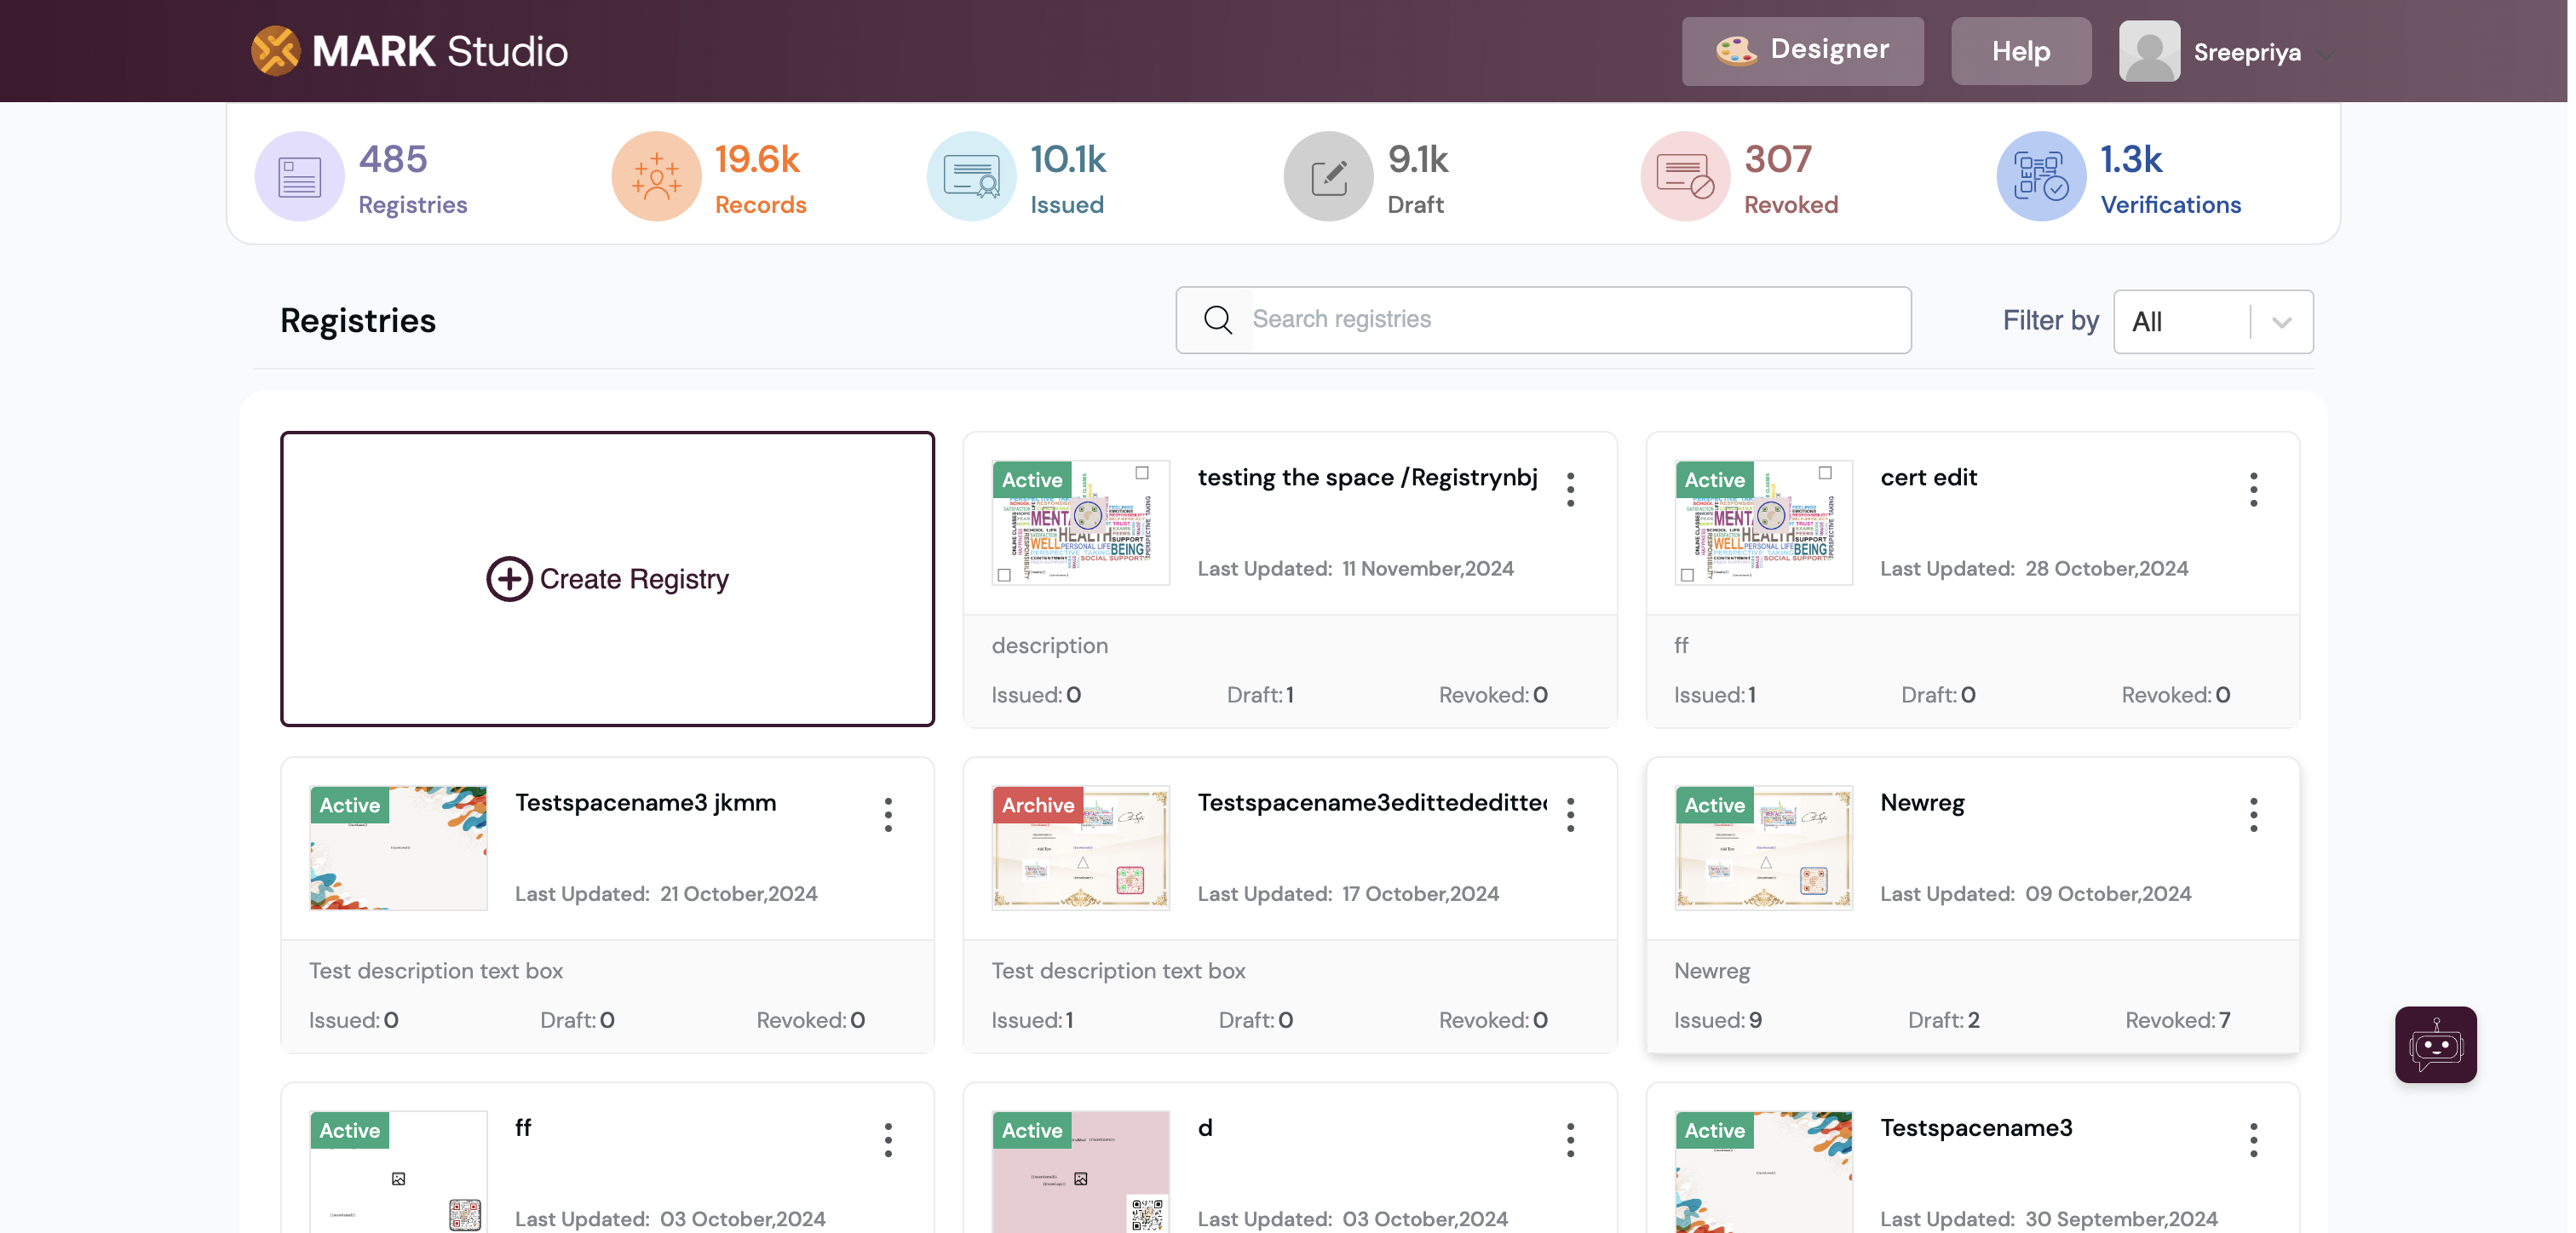 MARK Studio
Designer
Help
Sreepriya
485
Registries
19.6k
Records
10.1k
Issued
9.1k
Draft
307
Revoked
1.3k
Verifications
Registries
Search registries
Filter by
All
Create Registry
Active
testing the space /Registrynbj
Last Updated: 11 November,2024
description
Issued: 0 Draft: 1 Revoked: 0
Active
cert edit
Last Updated: 28 October,2024
ff
Issued: 1 Draft: 0 Revoked: 0
Active
Testspacename3 jkmm
Last Updated: 21 October,2024
Test description text box
Issued: 0 Draft: 0 Revoked: 0
Archive
Last Updated: 17 October,2024
Test description text box
Issued: 1 Draft: 0 Revoked: 0
Active
Newreg
Last Updated: 09 October,2024
Newreg
Issued: 9 Draft: 2 Revoked: 7
Active
ff
Last Updated: 03 October,2024
Active
d
Last Updated: 03 October,2024
Active
Testspacename3
Last Updated: 30 September,2024